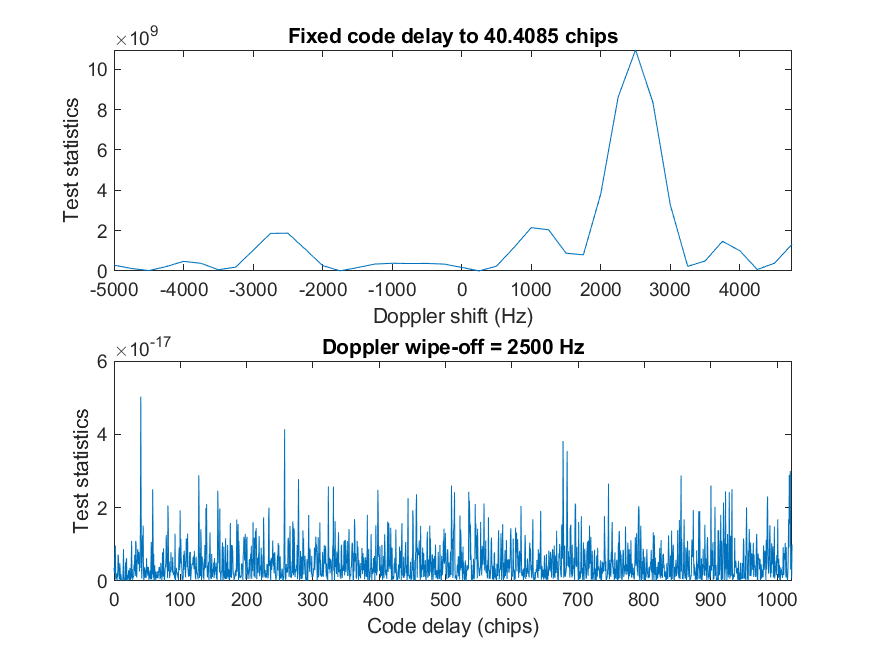 ×10^9
Fixed code delay to 40.4085 chips
10
8
6
4
2
0
Test statistics
-5000 -4000 -3000 -2000 -1000 0 1000 2000 3000 4000
Doppler shift (Hz)
×10^-17
Doppler wipe-off = 2500 Hz
6
4
2
0
Test statistics
0 100 200 300 400 500 600 700 800 900 1000
Code delay (chips)